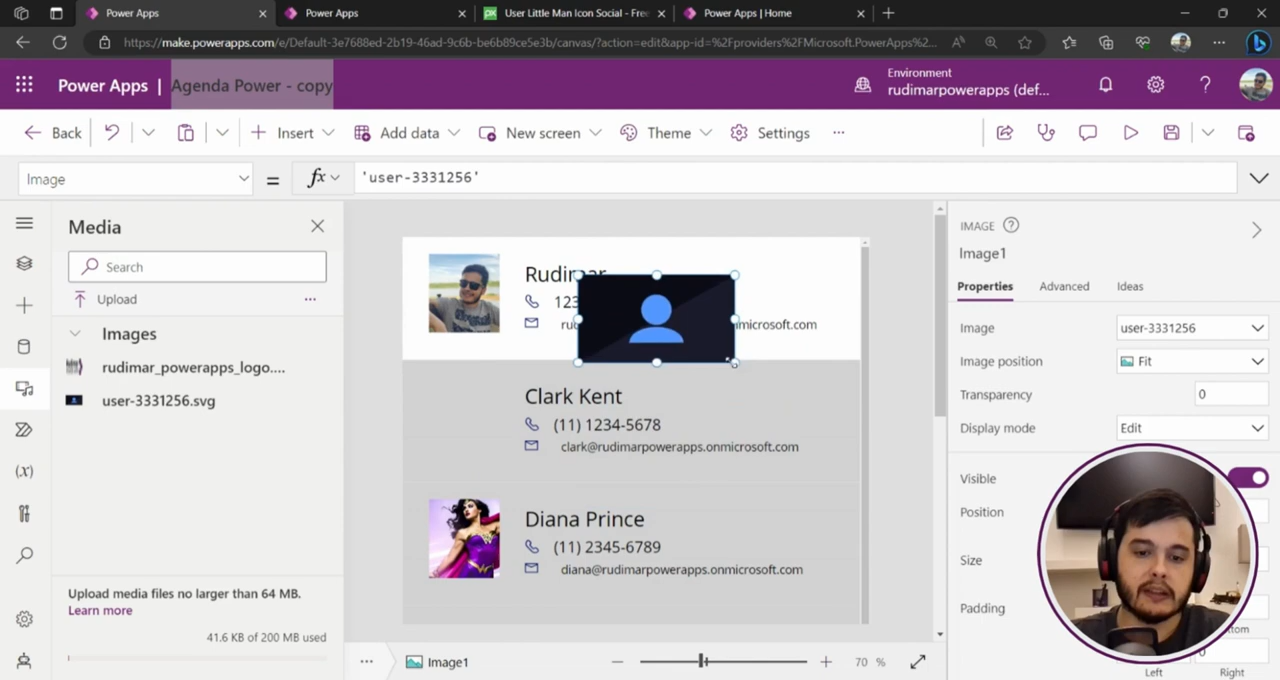 Power Apps
Power Apps
User Little Man Icon Social - Free
Power Apps | Home
https://make.powerapps.com/e/Default-3e7688ed-2b19-46ad-9c6b-be6b89ce5e3b/canvas/?action=edit&app-id=%2Fproviders%2FMicrosoft.PowerApps%2...
Power Apps | Agenda Power - copy
Environment
rudimarpowerapps (def...
Back
Insert
Add data
New screen
Theme
Settings
...
Image
= fx 'user-3331256'
Media
Search
Upload
...
Images
rudimar_powerapps_logo....
user-3331256.svg
Upload media files no larger than 64 MB.
Learn more
41.6 KB of 200 MB used
Rudimar
123
microsoft.com
Clark Kent
(11) 1234-5678
clark@rudimarpowerapps.onmicrosoft.com
Diana Prince
(11) 2345-6789
diana@rudimarpowerapps.onmicrosoft.com
... Image1
70 %
IMAGE
Image1
Properties
Advanced
Ideas
Image
user-3331256
Image position
Fit
Transparency
0
Display mode
Edit
Visible
Position
Size
Padding
Left
Right